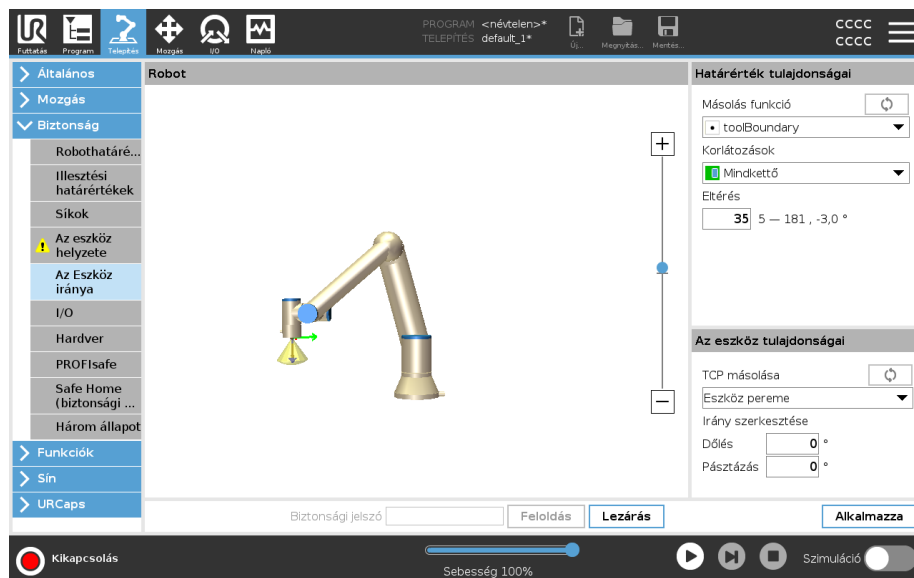 PROGRAM <névtelen>*
TELEPÍTÉS default_1*
cccc
cccc
Futtatás Program Telepítés Mozgás I/O Napló Új... Megnyitás... Mentés...
Általános
Mozgás
Biztonság
Robothatáré...
Illesztési
határértékek
Síkok
Az eszköz
helyzete
Az Eszköz
iránya
I/O
Hardver
PROFIsafe
Safe Home
(biztonsági ...
Három állapot
Funkciók
Sín
URCaps
Robot
Határérték tulajdonságai
Másolás funkció
toolBoundary
Korlátozások
Mindkettő
Eltérés
35 5 — 181 , -3,0 °
Az eszköz tulajdonságai
TCP másolása
Eszköz pereme
Irány szerkesztése
Dőlés 0 °
Pásztázás 0 °
Biztonsági jelszó Feloldás Lezárás Alkalmazza
Kikapcsolás
Sebesség 100%
Szimuláció